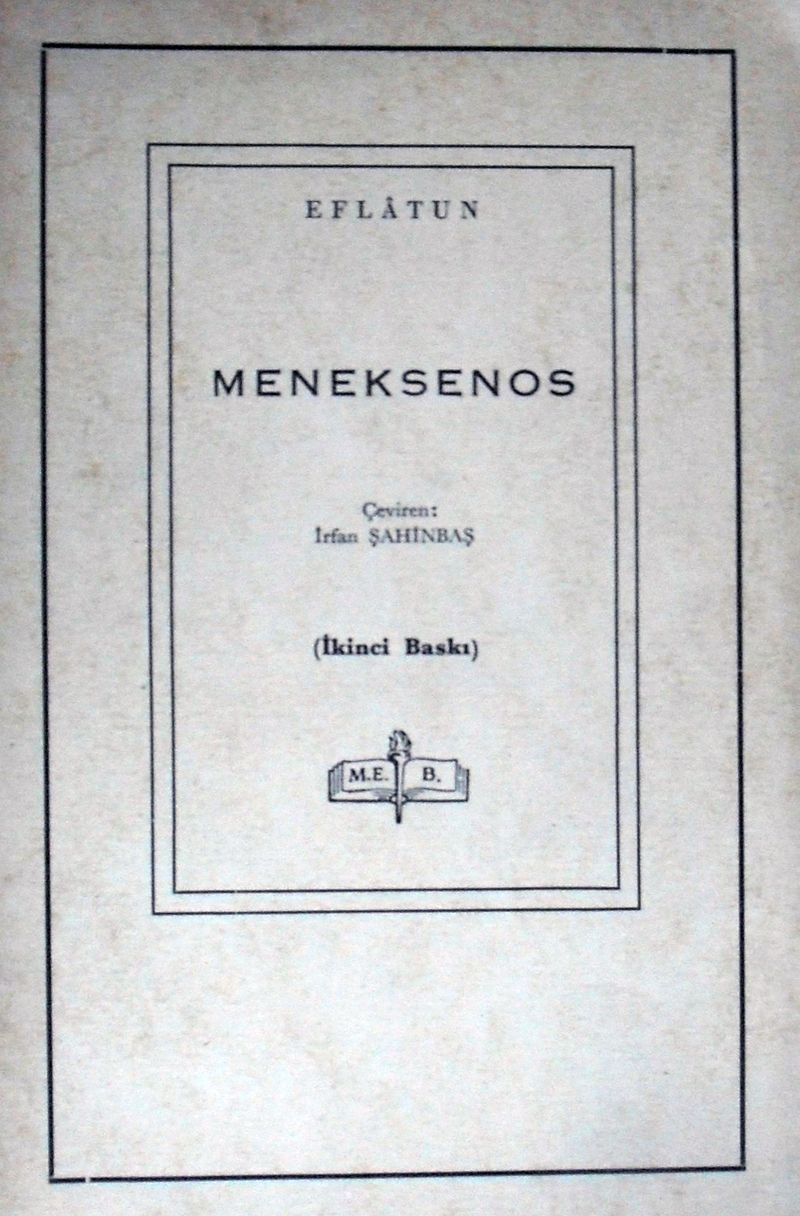 EFLÂTUN
MENEKSENOS
Çeviren:
İrfan ŞAHİNBAŞ
(İkinci Baskı)
M.E. B.